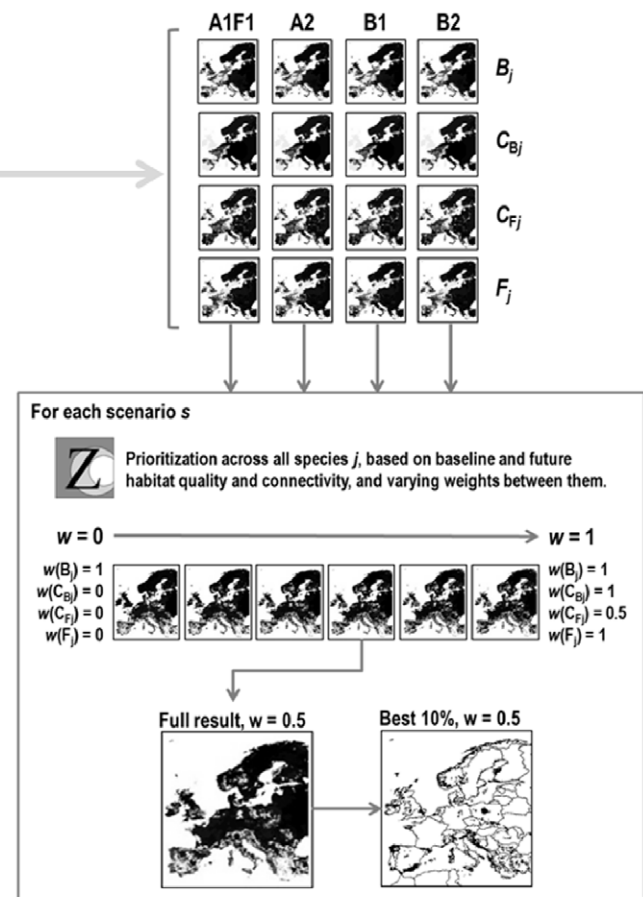 A1F1 A2 B1 B2
Bj
CBj
CFj
Fj
For each scenario s
Z
Prioritization across all species j, based on baseline and future
habitat quality and connectivity, and varying weights between them.
w = 0 w = 1
w(Bj) = 1 w(Bj) = 1
w(CBj) = 0 w(CBj) = 1
w(CFj) = 0 w(CFj) = 0.5
w(Fj) = 0 w(Fj) = 1
Full result, w = 0.5 Best 10%, w = 0.5